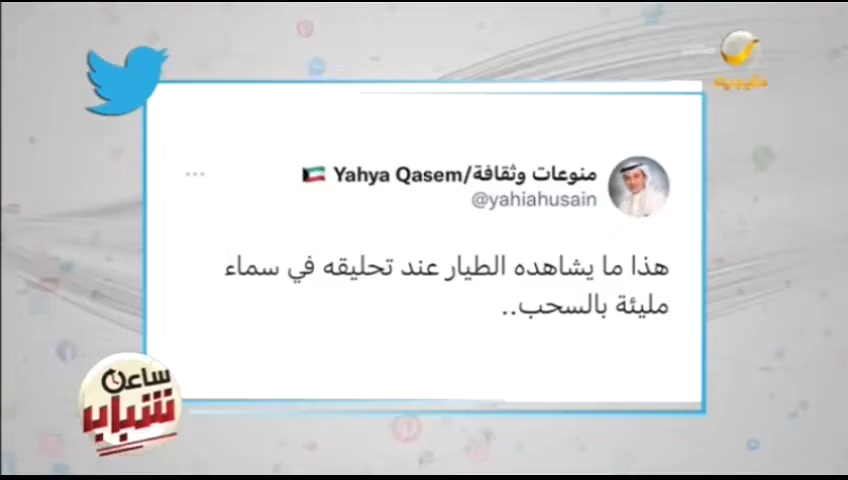 منوعات وثقافة/Yahya Qasem 🇰🇼
@yahiahusain
هذا ما يشاهده الطيار عند تحليقه في سماء
مليئة بالسحب..
ساعة
شباب